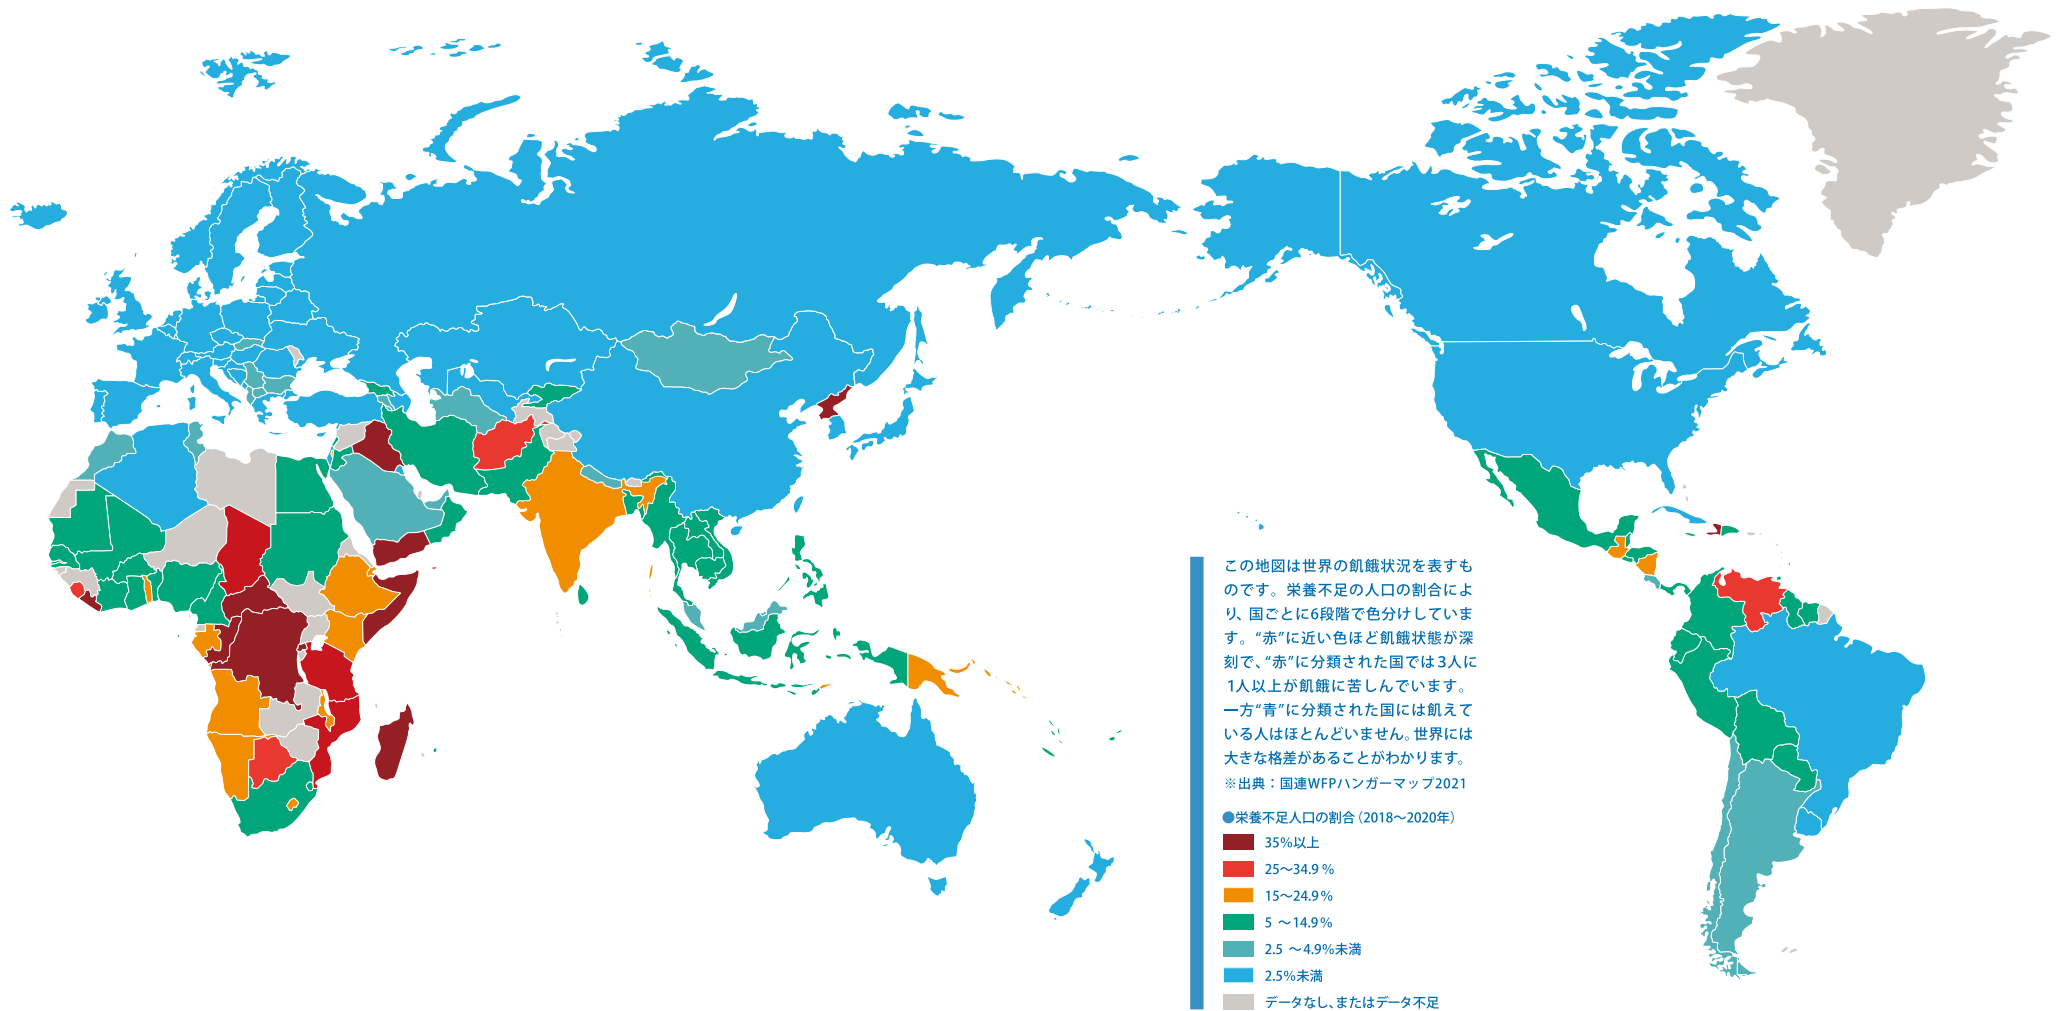 この地図は世界の飢餓状況を表すも
のです。栄養不足の人口の割合によ
り、国ごとに6段階で色分けしていま
す。“赤”に近い色ほど飢餓状態が深
刻で、“赤”に分類された国では3人に
1人以上が飢餓に苦しんでいます。
一方“青”に分類された国には飢えて
いる人はほとんどいません。世界には
大きな格差があることがわかります。
※出典：国連WFPハンガーマップ2021
●栄養不足人口の割合（2018〜2020年）
35%以上
25〜34.9 %
15〜24.9 %
5 〜14.9 %
2.5 〜4.9%未満
2.5%未満
データなし、またはデータ不足